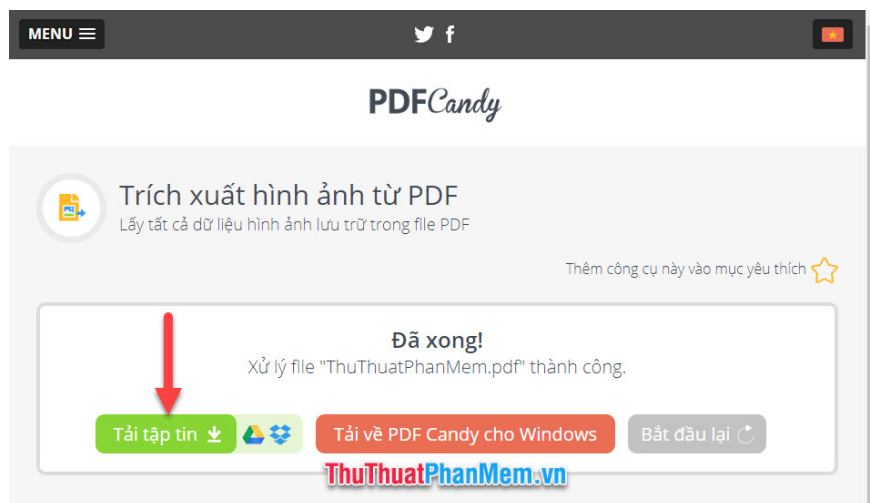 MENU
PDFCandy
Trích xuất hình ảnh từ PDF
Lấy tất cả dữ liệu hình ảnh lưu trữ trong file PDF
Thêm công cụ này vào mục yêu thích
Đã xong!
Xử lý file "ThuThuatPhanMem.pdf" thành công.
Tải tập tin Tải về PDF Candy cho Windows Bắt đầu lại
ThuThuatPhanMem.vn